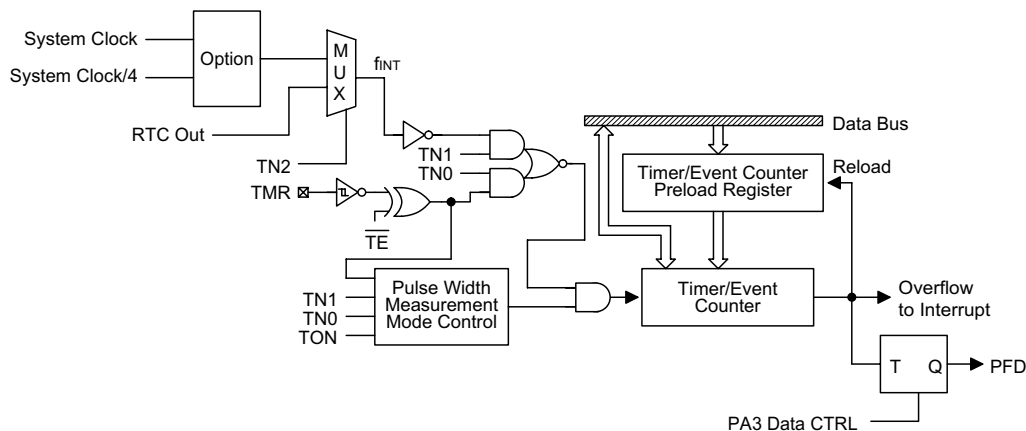 System Clock
System Clock/4
Option
MUX
fINT
RTC Out
TN2
TN1
TN0
TMR
TE
Data Bus
Timer/Event Counter
Preload Register
Reload
TN1
TN0
TON
Pulse Width
Measurement
Mode Control
Timer/Event
Counter
Overflow
to Interrupt
T
Q
PFD
PA3 Data CTRL